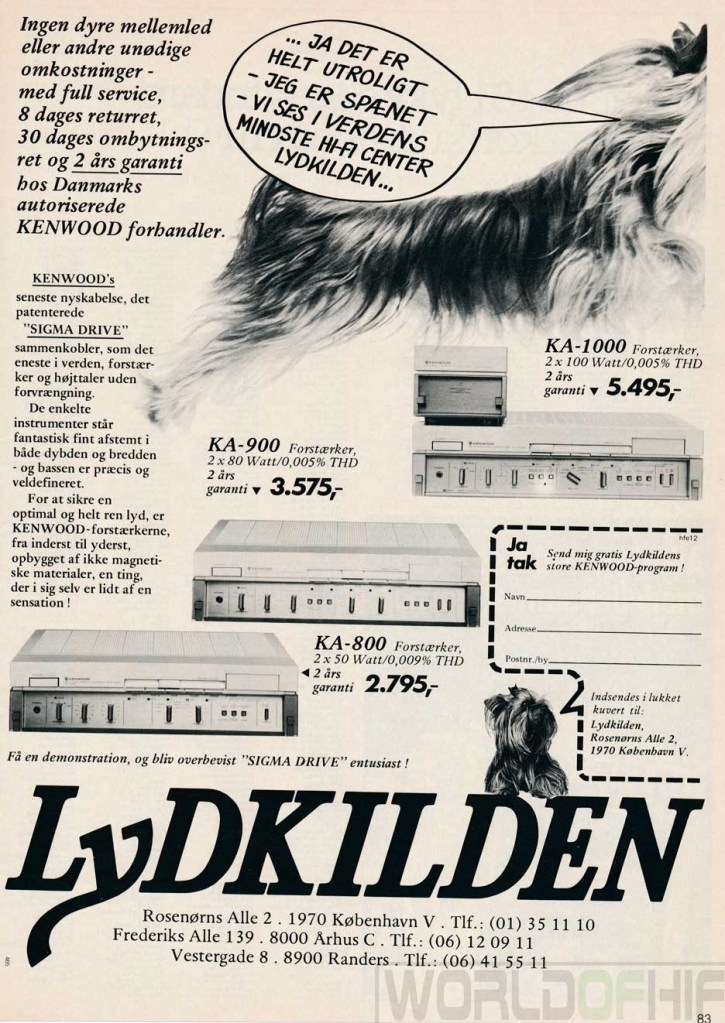 Ingen dyre mellemled
eller andre unødige
omkostninger -
med full service,
8 dages returret,
30 dages ombytnings-
ret og 2 års garanti
hos Danmarks
autoriserede
KENWOOD forhandler.
... JA DET ER
HELT UTROLIGT
- JEG ER SPÆNET
- VI SES I VERDENS
MINDSTE HI-FI CENTER
LYDKILDEN...
KENWOOD's
seneste nyskabelse, det
patenterede
"SIGMA DRIVE"
sammenkobler, som det
eneste i verden, forstær-
ker og højttaler uden
forvrængning.
De enkelte
instrumenter står
fantastisk fint afstemt i
både dybden og bredden
- og bassen er præcis og
veldefineret.
For at sikre en
optimal og helt ren lyd, er
KENWOOD-forstærkerne,
fra inderst til yderst,
opbygget af ikke magneti-
ske materialer, en ting,
der i sig selv er lidt af en
sensation !
KA-1000 Forstærker,
2 x 100 Watt/0,005% THD
2 års
garanti ▼ 5.495,-
KA-900 Forstærker,
2 x 80 Watt/0,005% THD
2 års
garanti ▼ 3.575,-
KA-800 Forstærker,
2 x 50 Watt/0,009% THD
◄ 2 års
garanti 2.795,-
hfe12
Ja
tak
Send mig gratis Lydkildens
store KENWOOD-program !
Navn
Adresse
Postnr./by
Indsendes i lukket
kuvert til:
Lydkilden,
Rosenørns Alle 2,
1970 København V.
Få en demonstration, og bliv overbevist "SIGMA DRIVE" entusiast !
LyDKILDEN
Rosenørns Alle 2 . 1970 København V . Tlf.: (01) 35 11 10
Frederiks Alle 139 . 8000 Århus C . Tlf.: (06) 12 09 11
Vestergade 8 . 8900 Randers . Tlf.: (06) 41 55 11
WORLDOFHIF
83